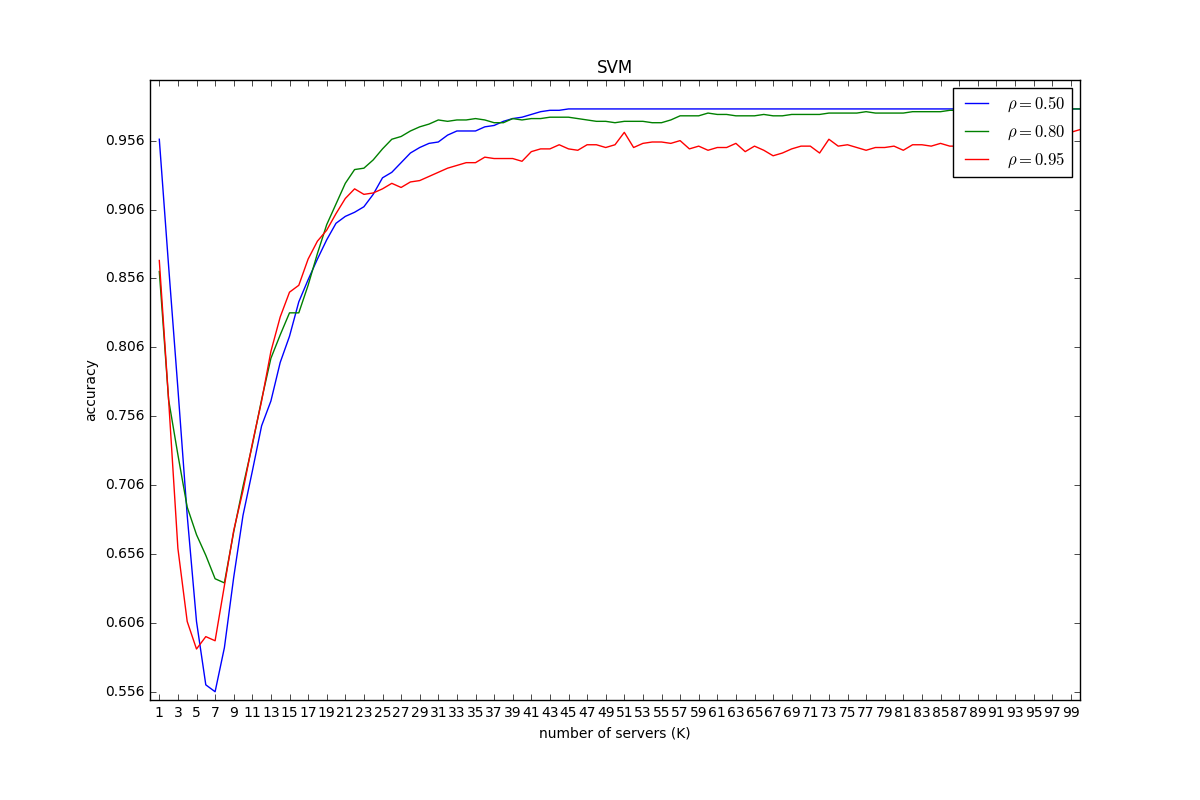 SVM
ρ = 0.50
ρ = 0.80
ρ = 0.95
0.956
0.906
0.856
0.806
0.756
0.706
0.656
0.606
0.556
accuracy
1 3 5 7 9 11 13 15 17 19 21 23 25 27 29 31 33 35 37 39 41 43 45 47 49 51 53 55 57 59 61 63 65 67 69 71 73 75 77 79 81 83 85 87 89 91 93 95 97 99
number of servers (K)